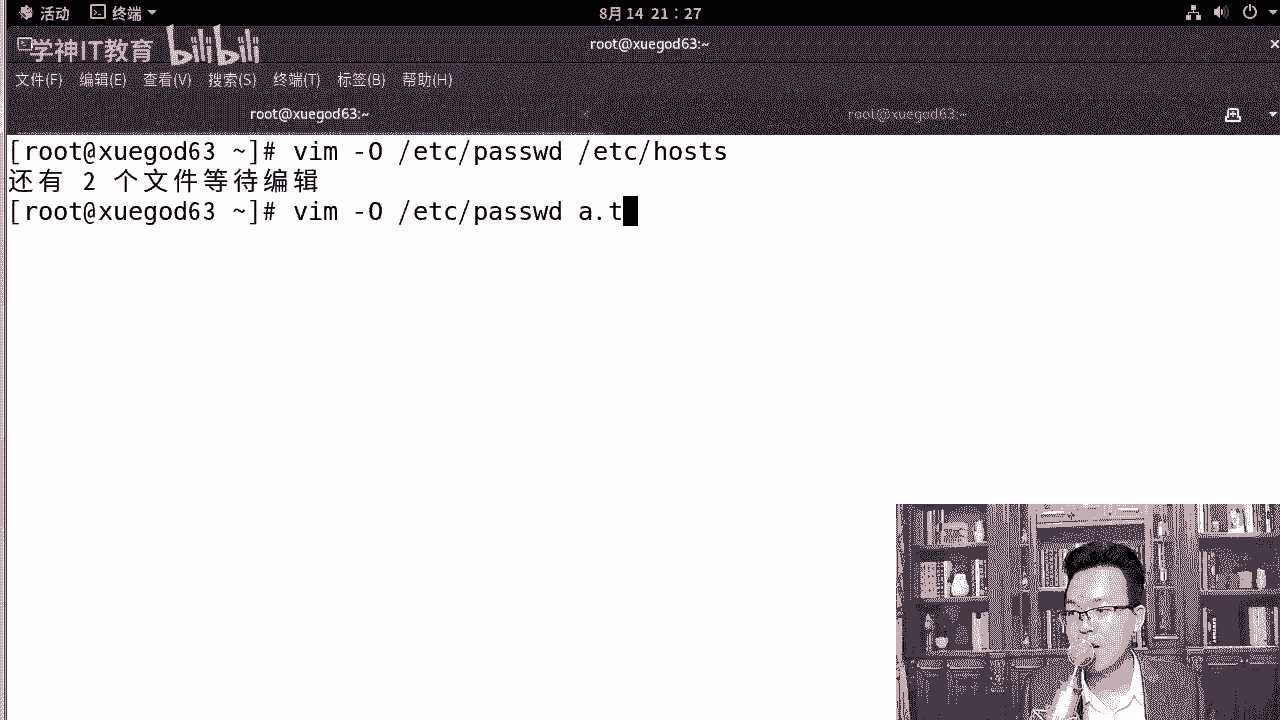 活动 终端 8月14 21：27
学神IT教育 bilibili root@xuegod63:~
文件(F) 编辑(E) 查看(V) 搜索(S) 终端(T) 标签(B) 帮助(H)
root@xuegod63:~ root@xuegod63:~
[root@xuegod63 ~]# vim -O /etc/passwd /etc/hosts
还有 2 个文件等待编辑
[root@xuegod63 ~]# vim -O /etc/passwd a.t